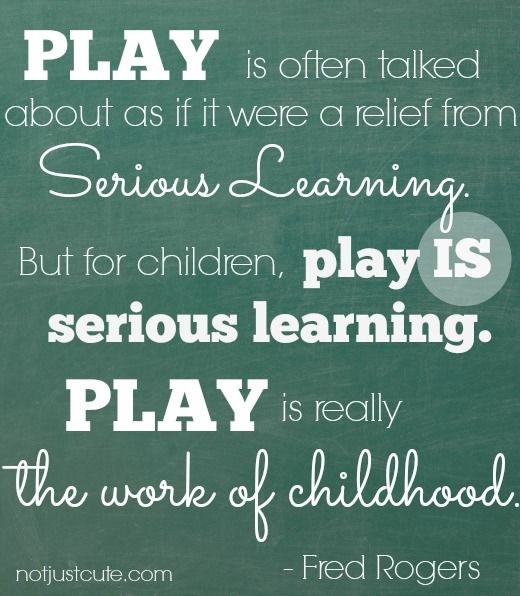 PLAY is often talked
about as if it were a relief from
Serious Learning.
But for children, play IS
serious learning.
PLAY is really
the work of childhood.
- Fred Rogers
notjustcute.com